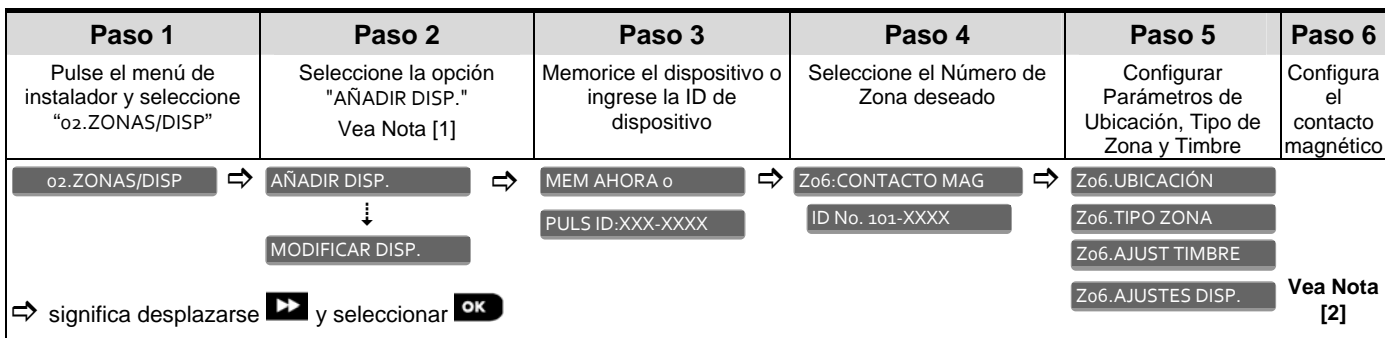 Paso 1
Paso 2
Paso 3
Paso 4
Paso 5
Paso 6
Pulse el menú de
instalador y seleccione
“02.ZONAS/DISP”
Seleccione la opción
"AÑADIR DISP."
Vea Nota [1]
Memorice el dispositivo o
ingrese la ID de
dispositivo
Seleccione el Número de
Zona deseado
Configurar
Parámetros de
Ubicación, Tipo de
Zona y Timbre
Configura
el
contacto
magnético
02.ZONAS/DISP
AÑADIR DISP.
MODIFICAR DISP.
MEM AHORA o
PULS ID:XXX-XXXX
Z06:CONTACTO MAG
ID No. 101-XXXX
Z06.UBICACIÓN
Z06.TIPO ZONA
Z06.AJUST TIMBRE
Z06.AJUSTES DISP.
Vea Nota
[2]
⇨ significa desplazarse y seleccionar OK